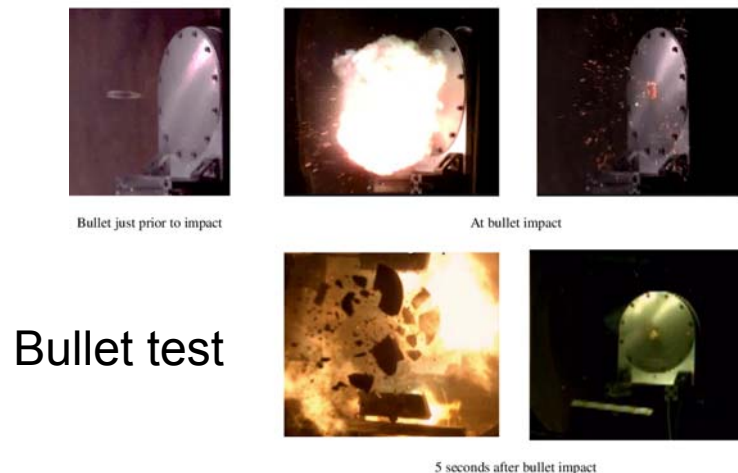 Bullet just prior to impact
At bullet impact
Bullet test
5 seconds after bullet impact